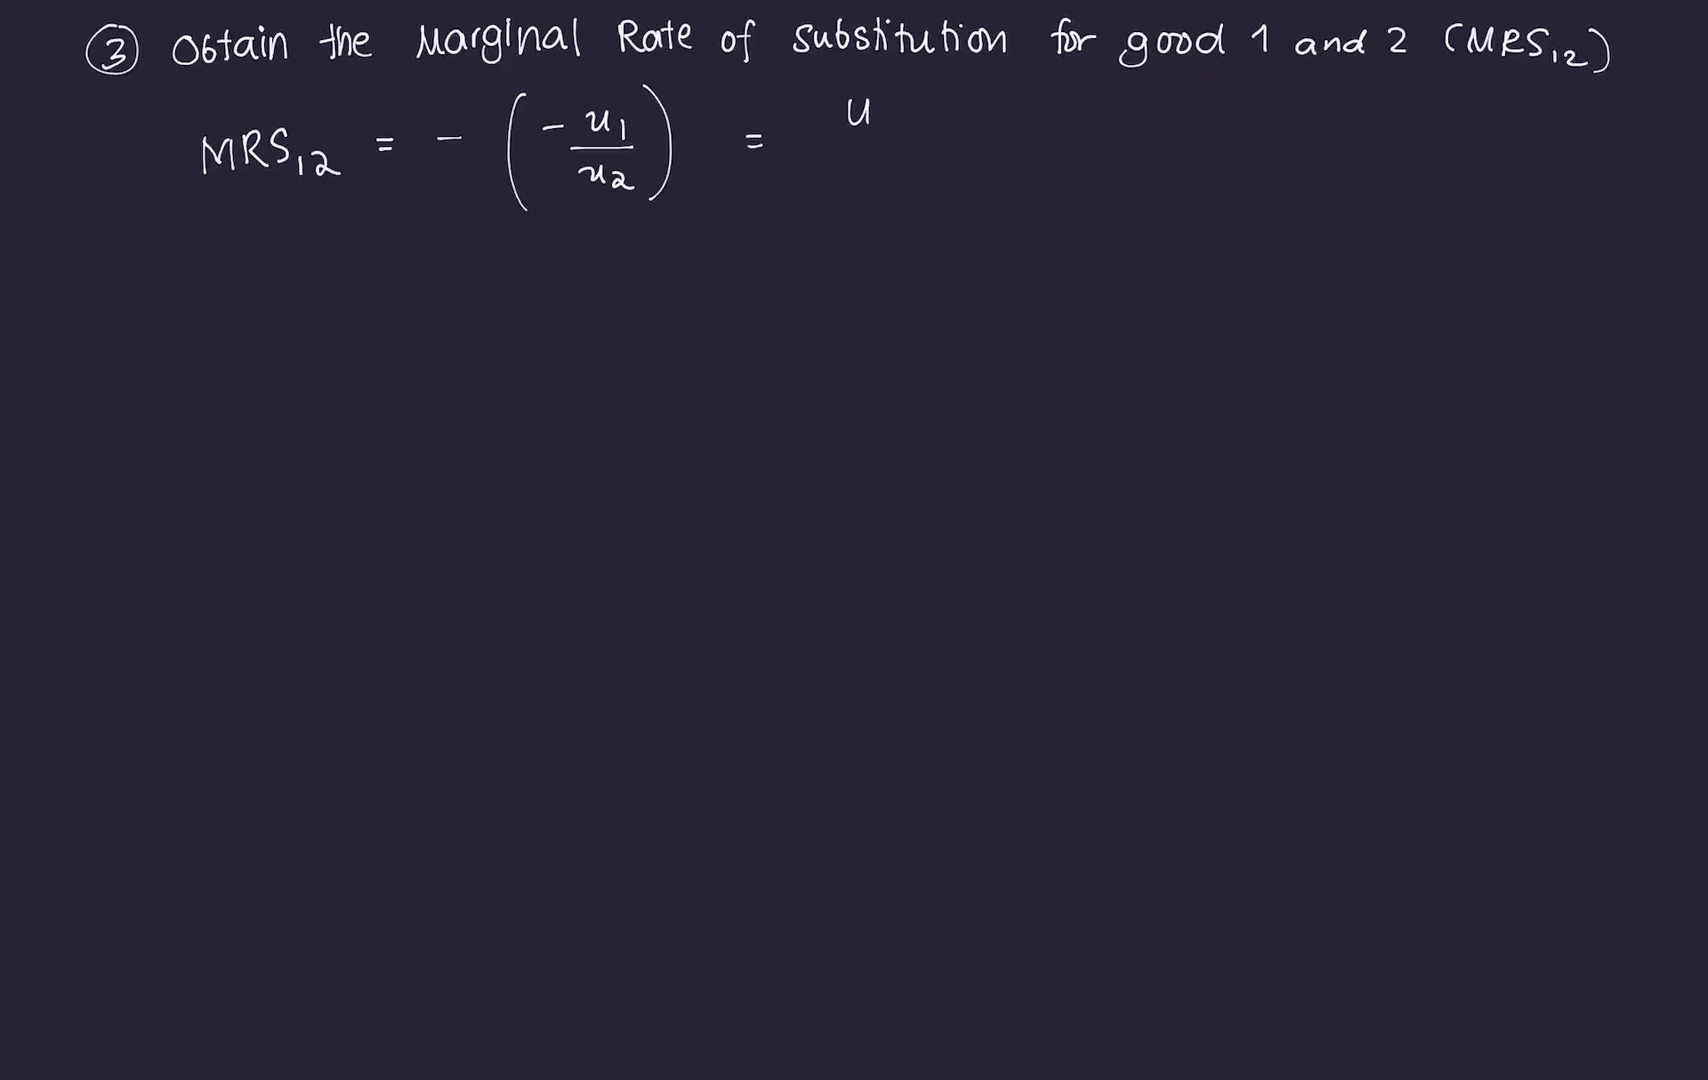 ③ Obtain the Marginal Rate of substitution for good 1 and 2 (MRS₁₂)
MRS₁₂ = - (- u₁/u₂) = u